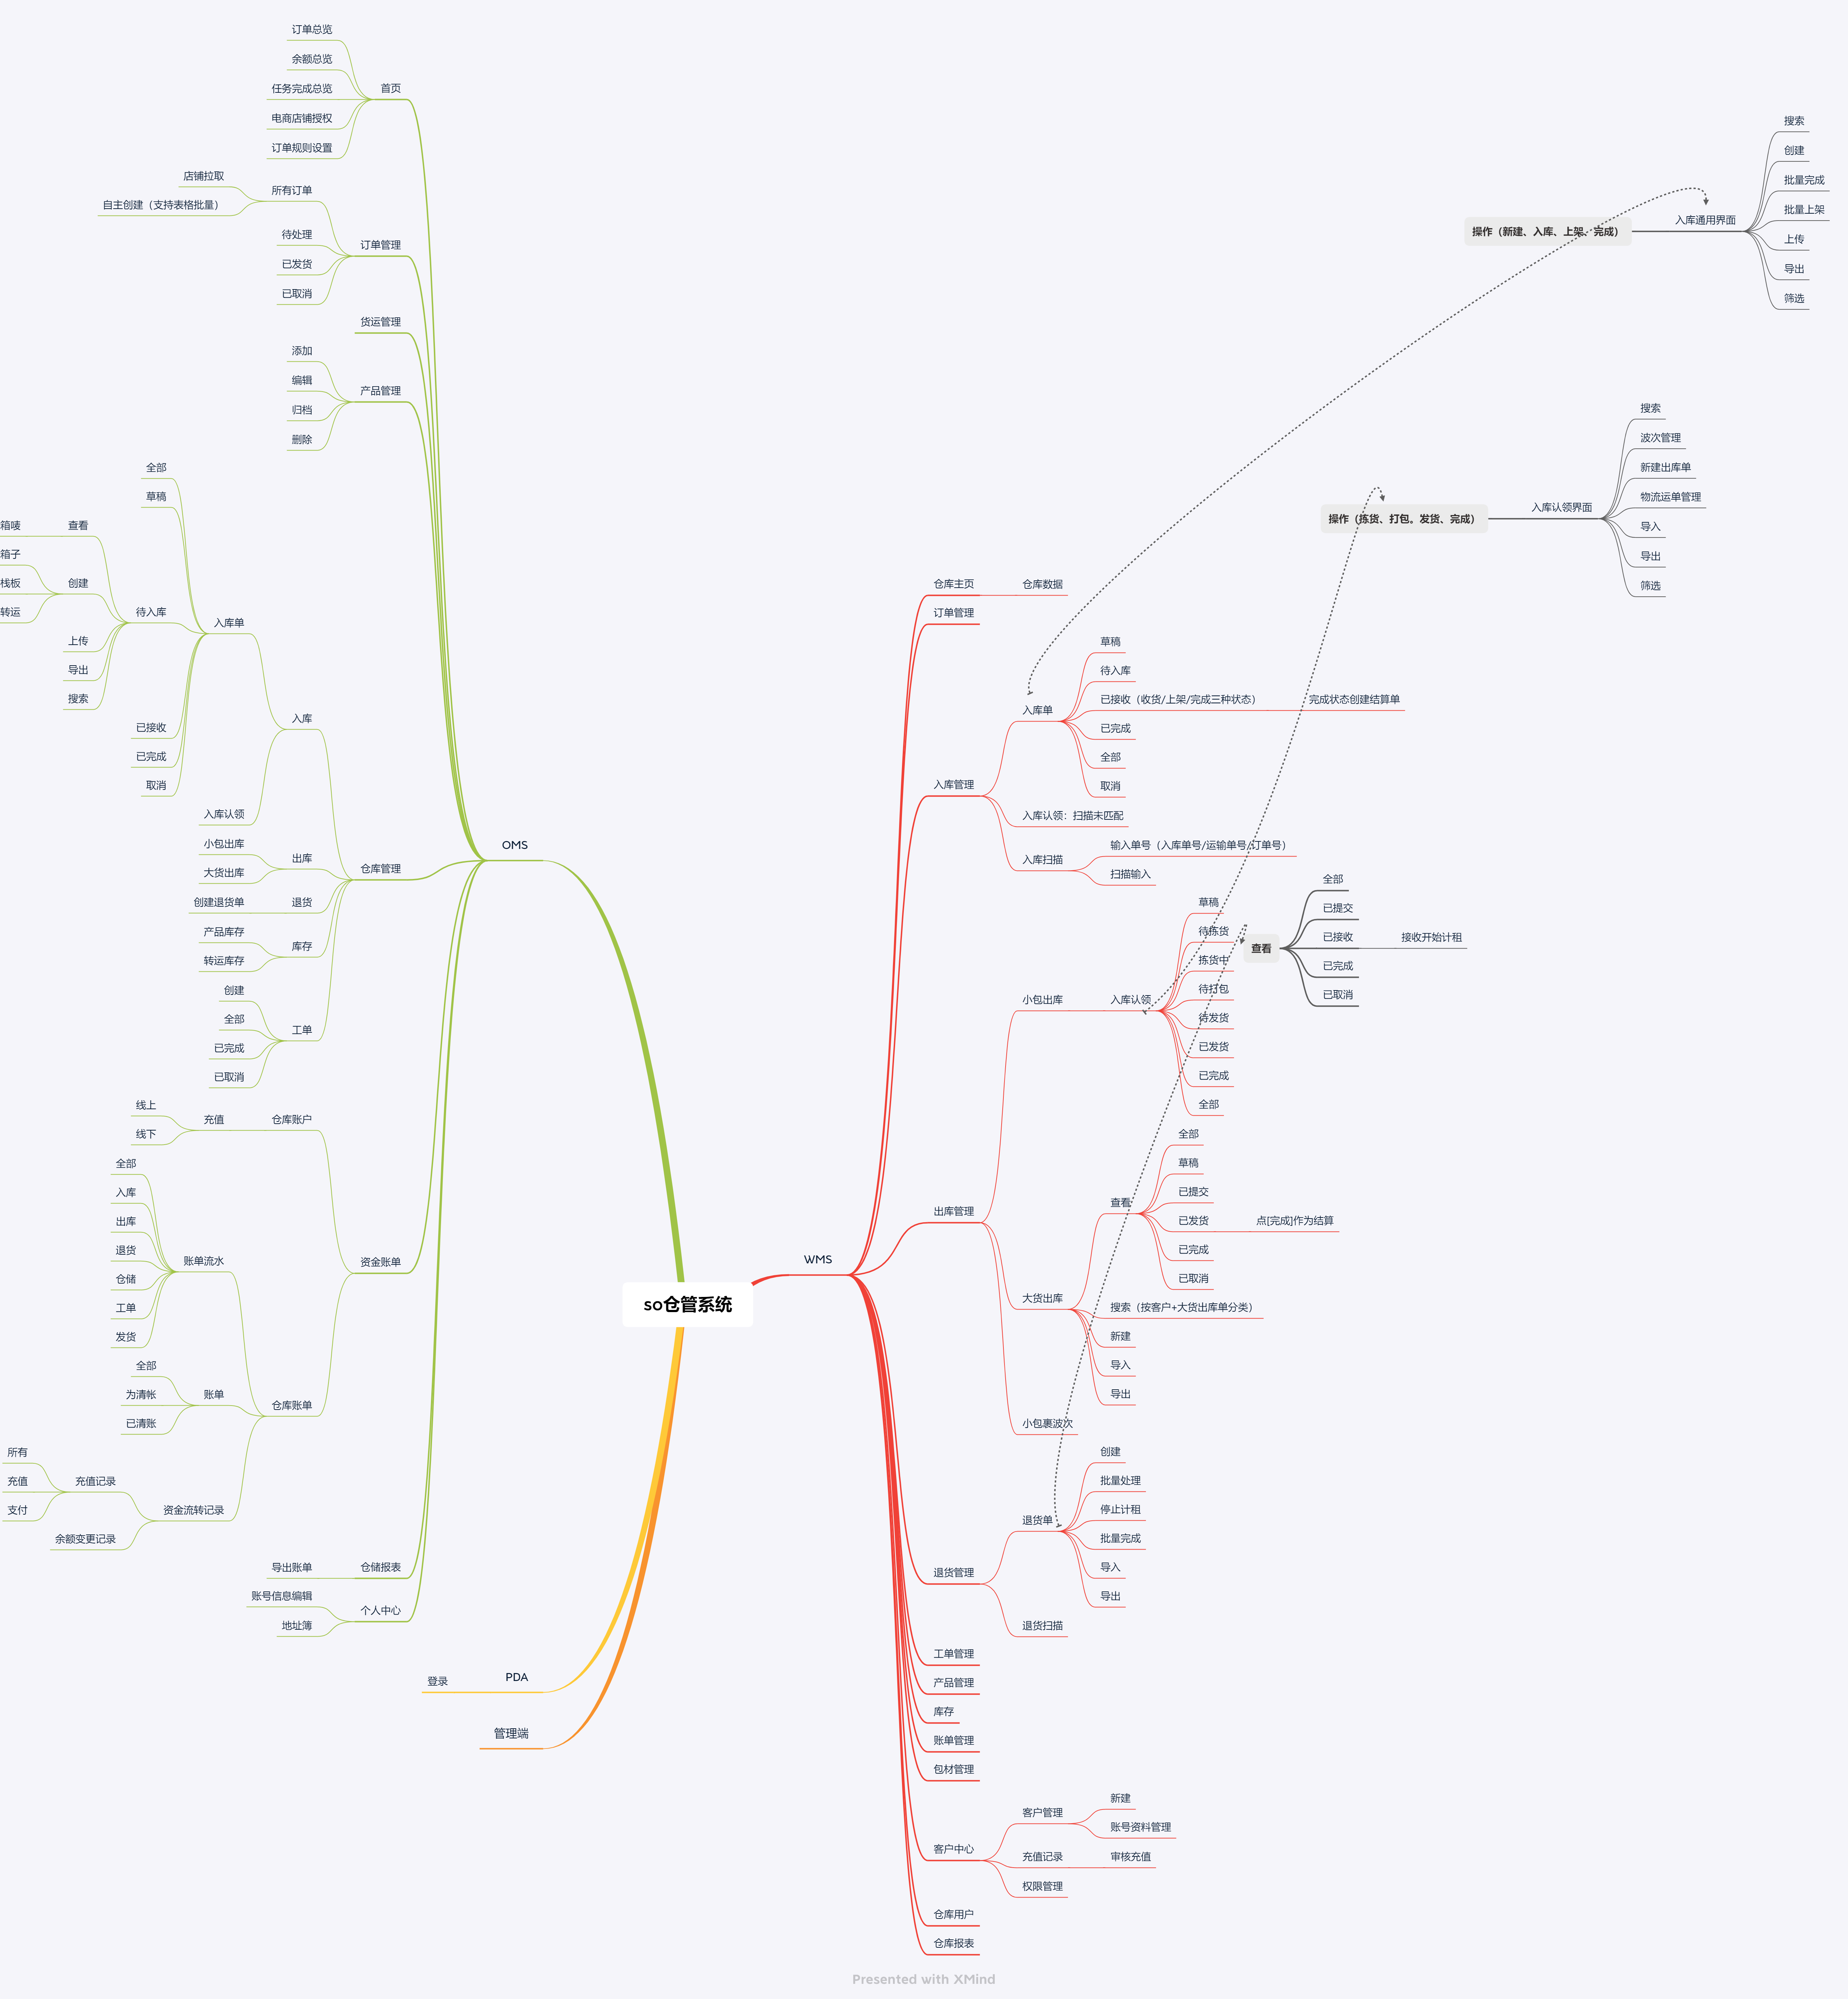 so仓管系统
OMS
首页
订单总览
余额总览
任务完成总览
电商店铺授权
订单规则设置
订单管理
所有订单
店铺拉取
自主创建（支持表格批量）
待处理
已发货
已取消
货运管理
产品管理
添加
编辑
归档
删除
仓库管理
入库
入库单
全部
草稿
待入库
查看
箱唛
创建
箱子
栈板
转运
上传
导出
搜索
已接收
已完成
取消
入库认领
出库
小包出库
大货出库
退货
创建退货单
库存
产品库存
转运库存
工单
创建
全部
已完成
已取消
资金账单
仓库账户
充值
线上
线下
仓库账单
账单流水
全部
入库
出库
退货
仓储
工单
发货
账单
全部
为清帐
已清账
资金流转记录
充值记录
所有
充值
支付
余额变更记录
仓储报表
导出账单
个人中心
账号信息编辑
地址簿
PDA
登录
管理端
WMS
仓库主页
仓库数据
订单管理
入库管理
入库单
草稿
待入库
已接收（收货/上架/完成三种状态）
完成状态创建结算单
已完成
全部
取消
入库认领：扫描未匹配
入库扫描
输入单号（入库单号/运输单号/订单号）
扫描输入
出库管理
小包出库
入库认领
草稿
待拣货
拣货中
待打包
待发货
已发货
已完成
全部
大货出库
查看
全部
草稿
已提交
已发货
点[完成]作为结算
已完成
已取消
搜索（按客户+大货出库单分类）
新建
导入
导出
小包裹波次
退货管理
退货单
创建
批量处理
停止计租
批量完成
导入
导出
退货扫描
工单管理
产品管理
库存
账单管理
包材管理
客户中心
客户管理
新建
账号资料管理
充值记录
审核充值
权限管理
仓库用户
仓库报表
操作（新建、入库、上架、完成）
入库通用界面
搜索
创建
批量完成
批量上架
上传
导出
筛选
操作（拣货、打包。发货、完成）
入库认领界面
搜索
波次管理
新建出库单
物流运单管理
导入
导出
筛选
查看
全部
已提交
已接收
接收开始计租
已完成
已取消
Presented with XMind